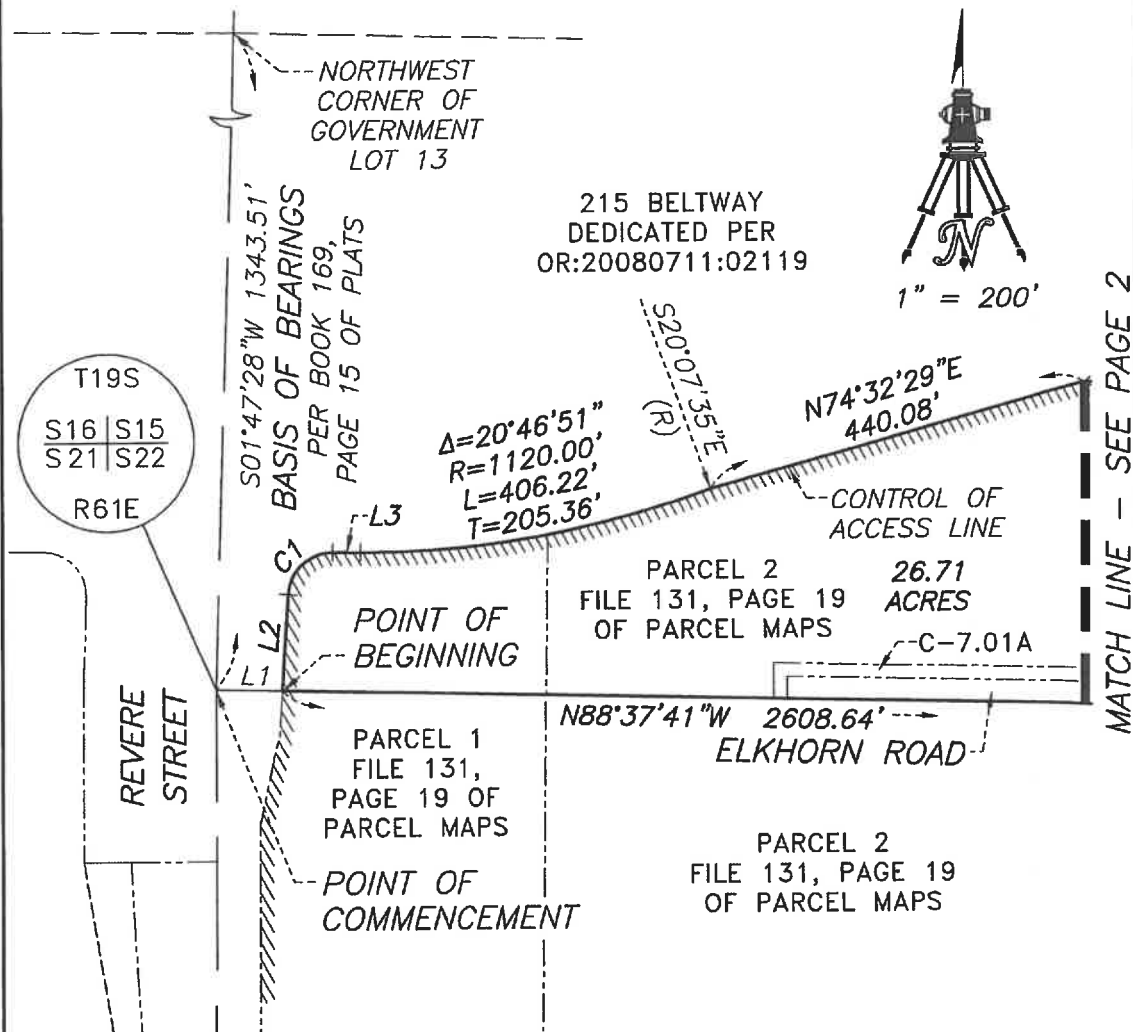 NORTHWEST
CORNER OF
GOVERNMENT
LOT 13
S01°47'28"W 1343.51'
BASIS OF BEARINGS
PER BOOK 169,
PAGE 15 OF PLATS
215 BELTWAY
DEDICATED PER
OR:20080711:02119
N
1" = 200'
T19S
S16 S15
S21 S22
R61E
S20°07'35"E
(R)
Δ=20°46'51"
R=1120.00'
L=406.22'
T=205.36'
N74°32'29"E
440.08'
MATCH LINE - SEE PAGE 2
L3
C1
L2
L1
CONTROL OF
ACCESS LINE
PARCEL 2
FILE 131, PAGE 19
OF PARCEL MAPS
26.71
ACRES
POINT OF
BEGINNING
C-7.01A
N88°37'41"W 2608.64'
ELKHORN ROAD
REVERE
STREET
PARCEL 1
FILE 131,
PAGE 19 OF
PARCEL MAPS
POINT OF
COMMENCEMENT
PARCEL 2
FILE 131, PAGE 19
OF PARCEL MAPS